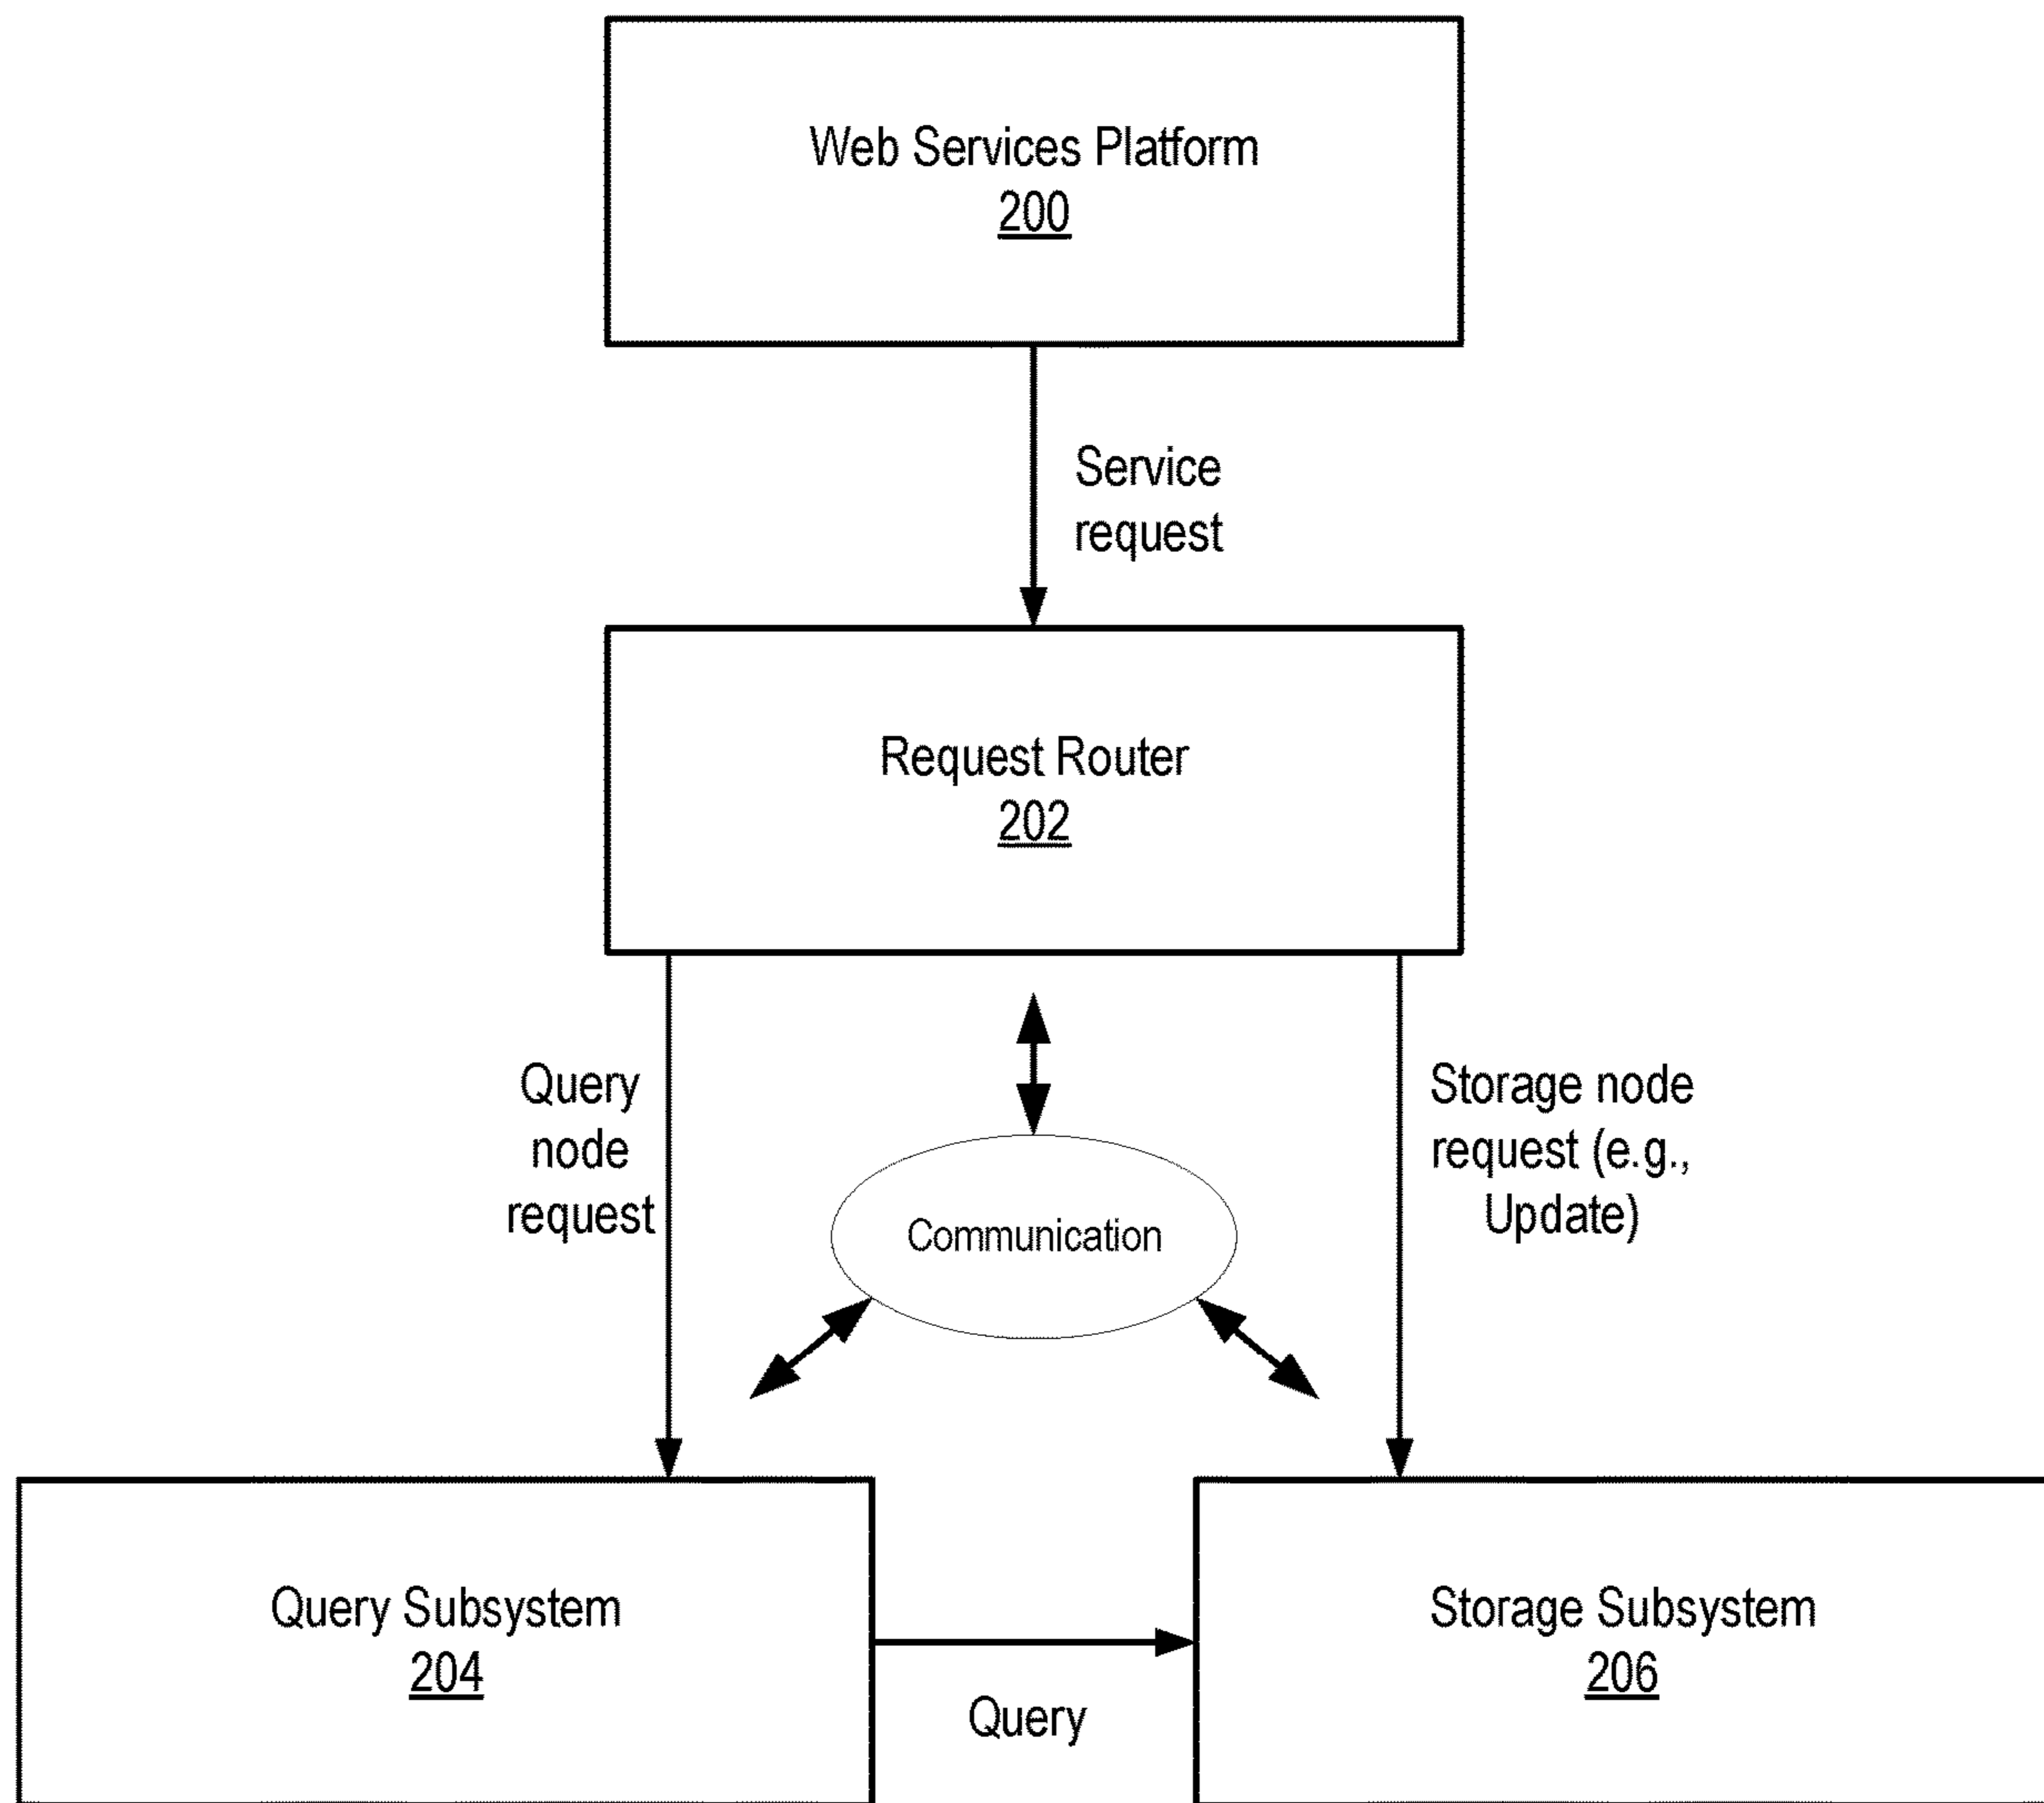 Web Services Platform
200
Service
request
Request Router
202
Query
node
request
Storage node
request (e.g.,
Update)
Communication
Query Subsystem
204
Query
Storage Subsystem
206